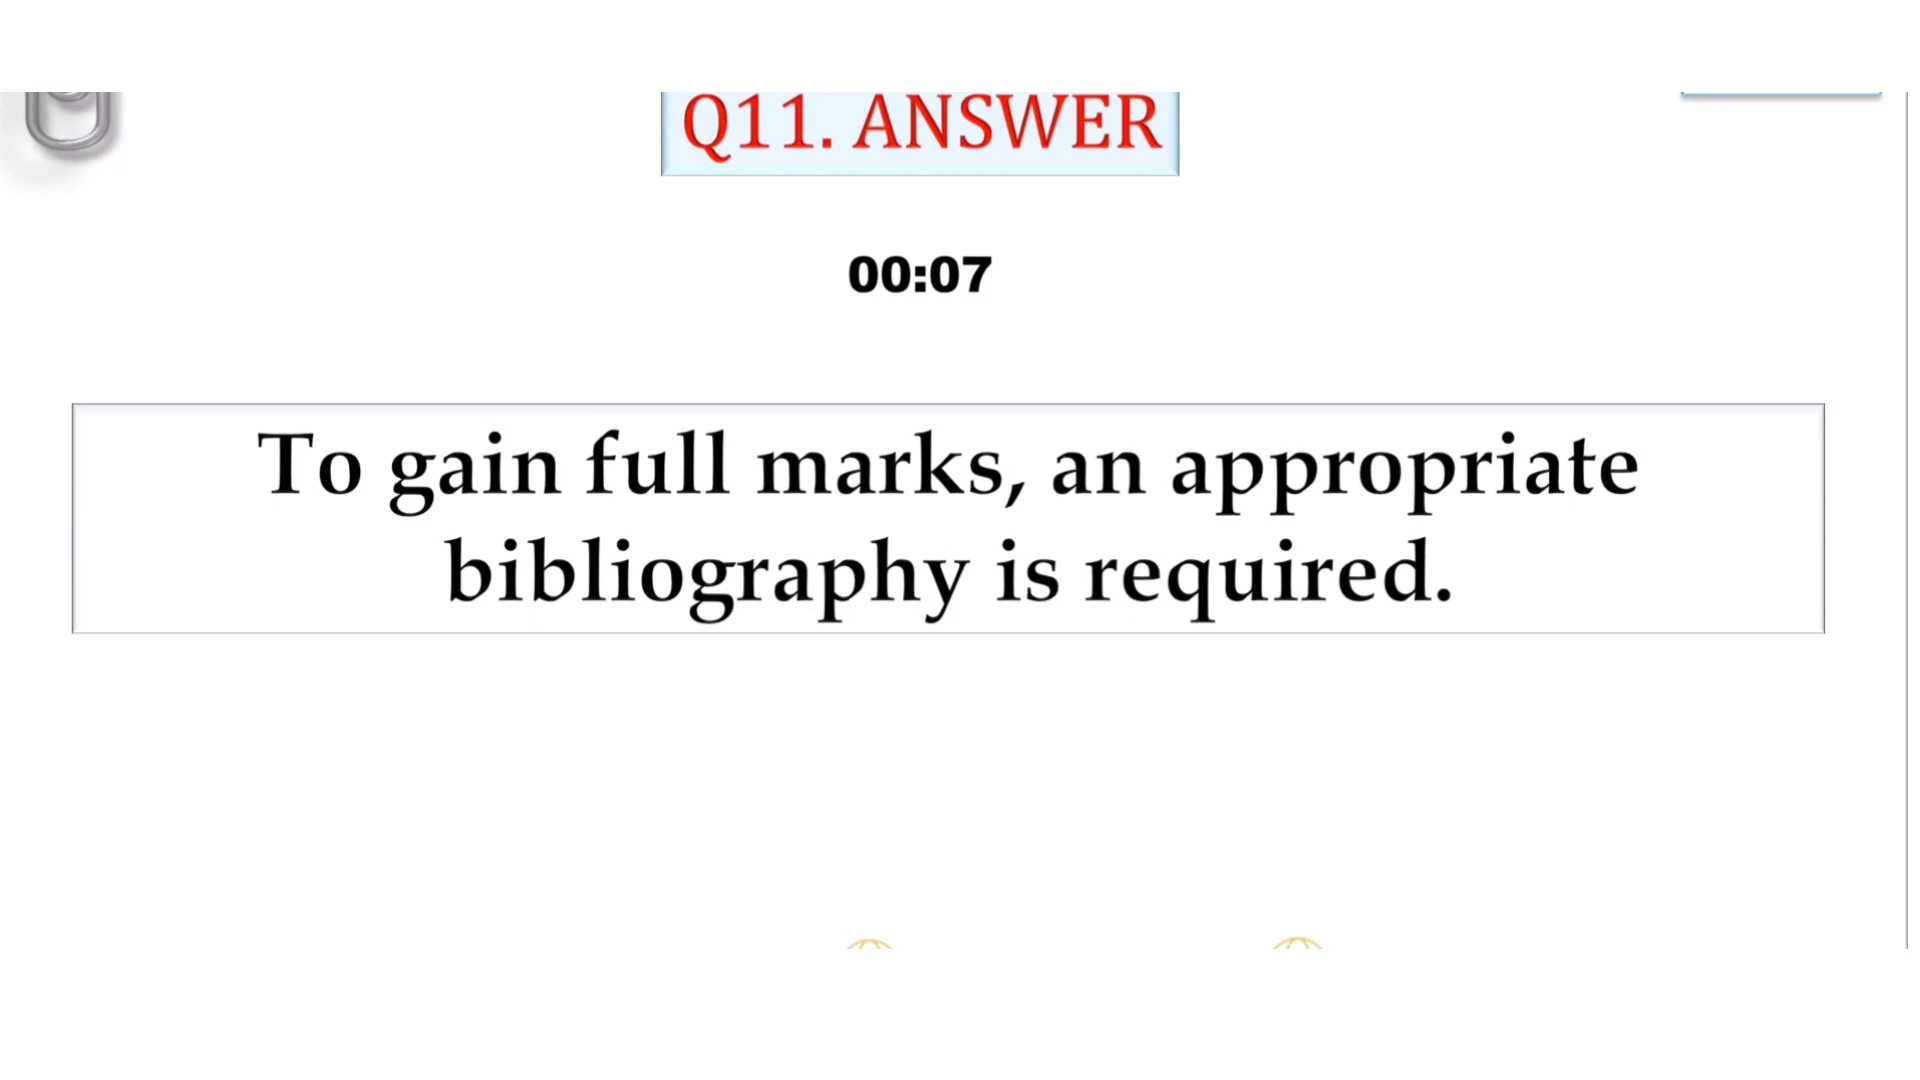 Q11. ANSWER
00:07
To gain full marks, an appropriate
bibliography is required.